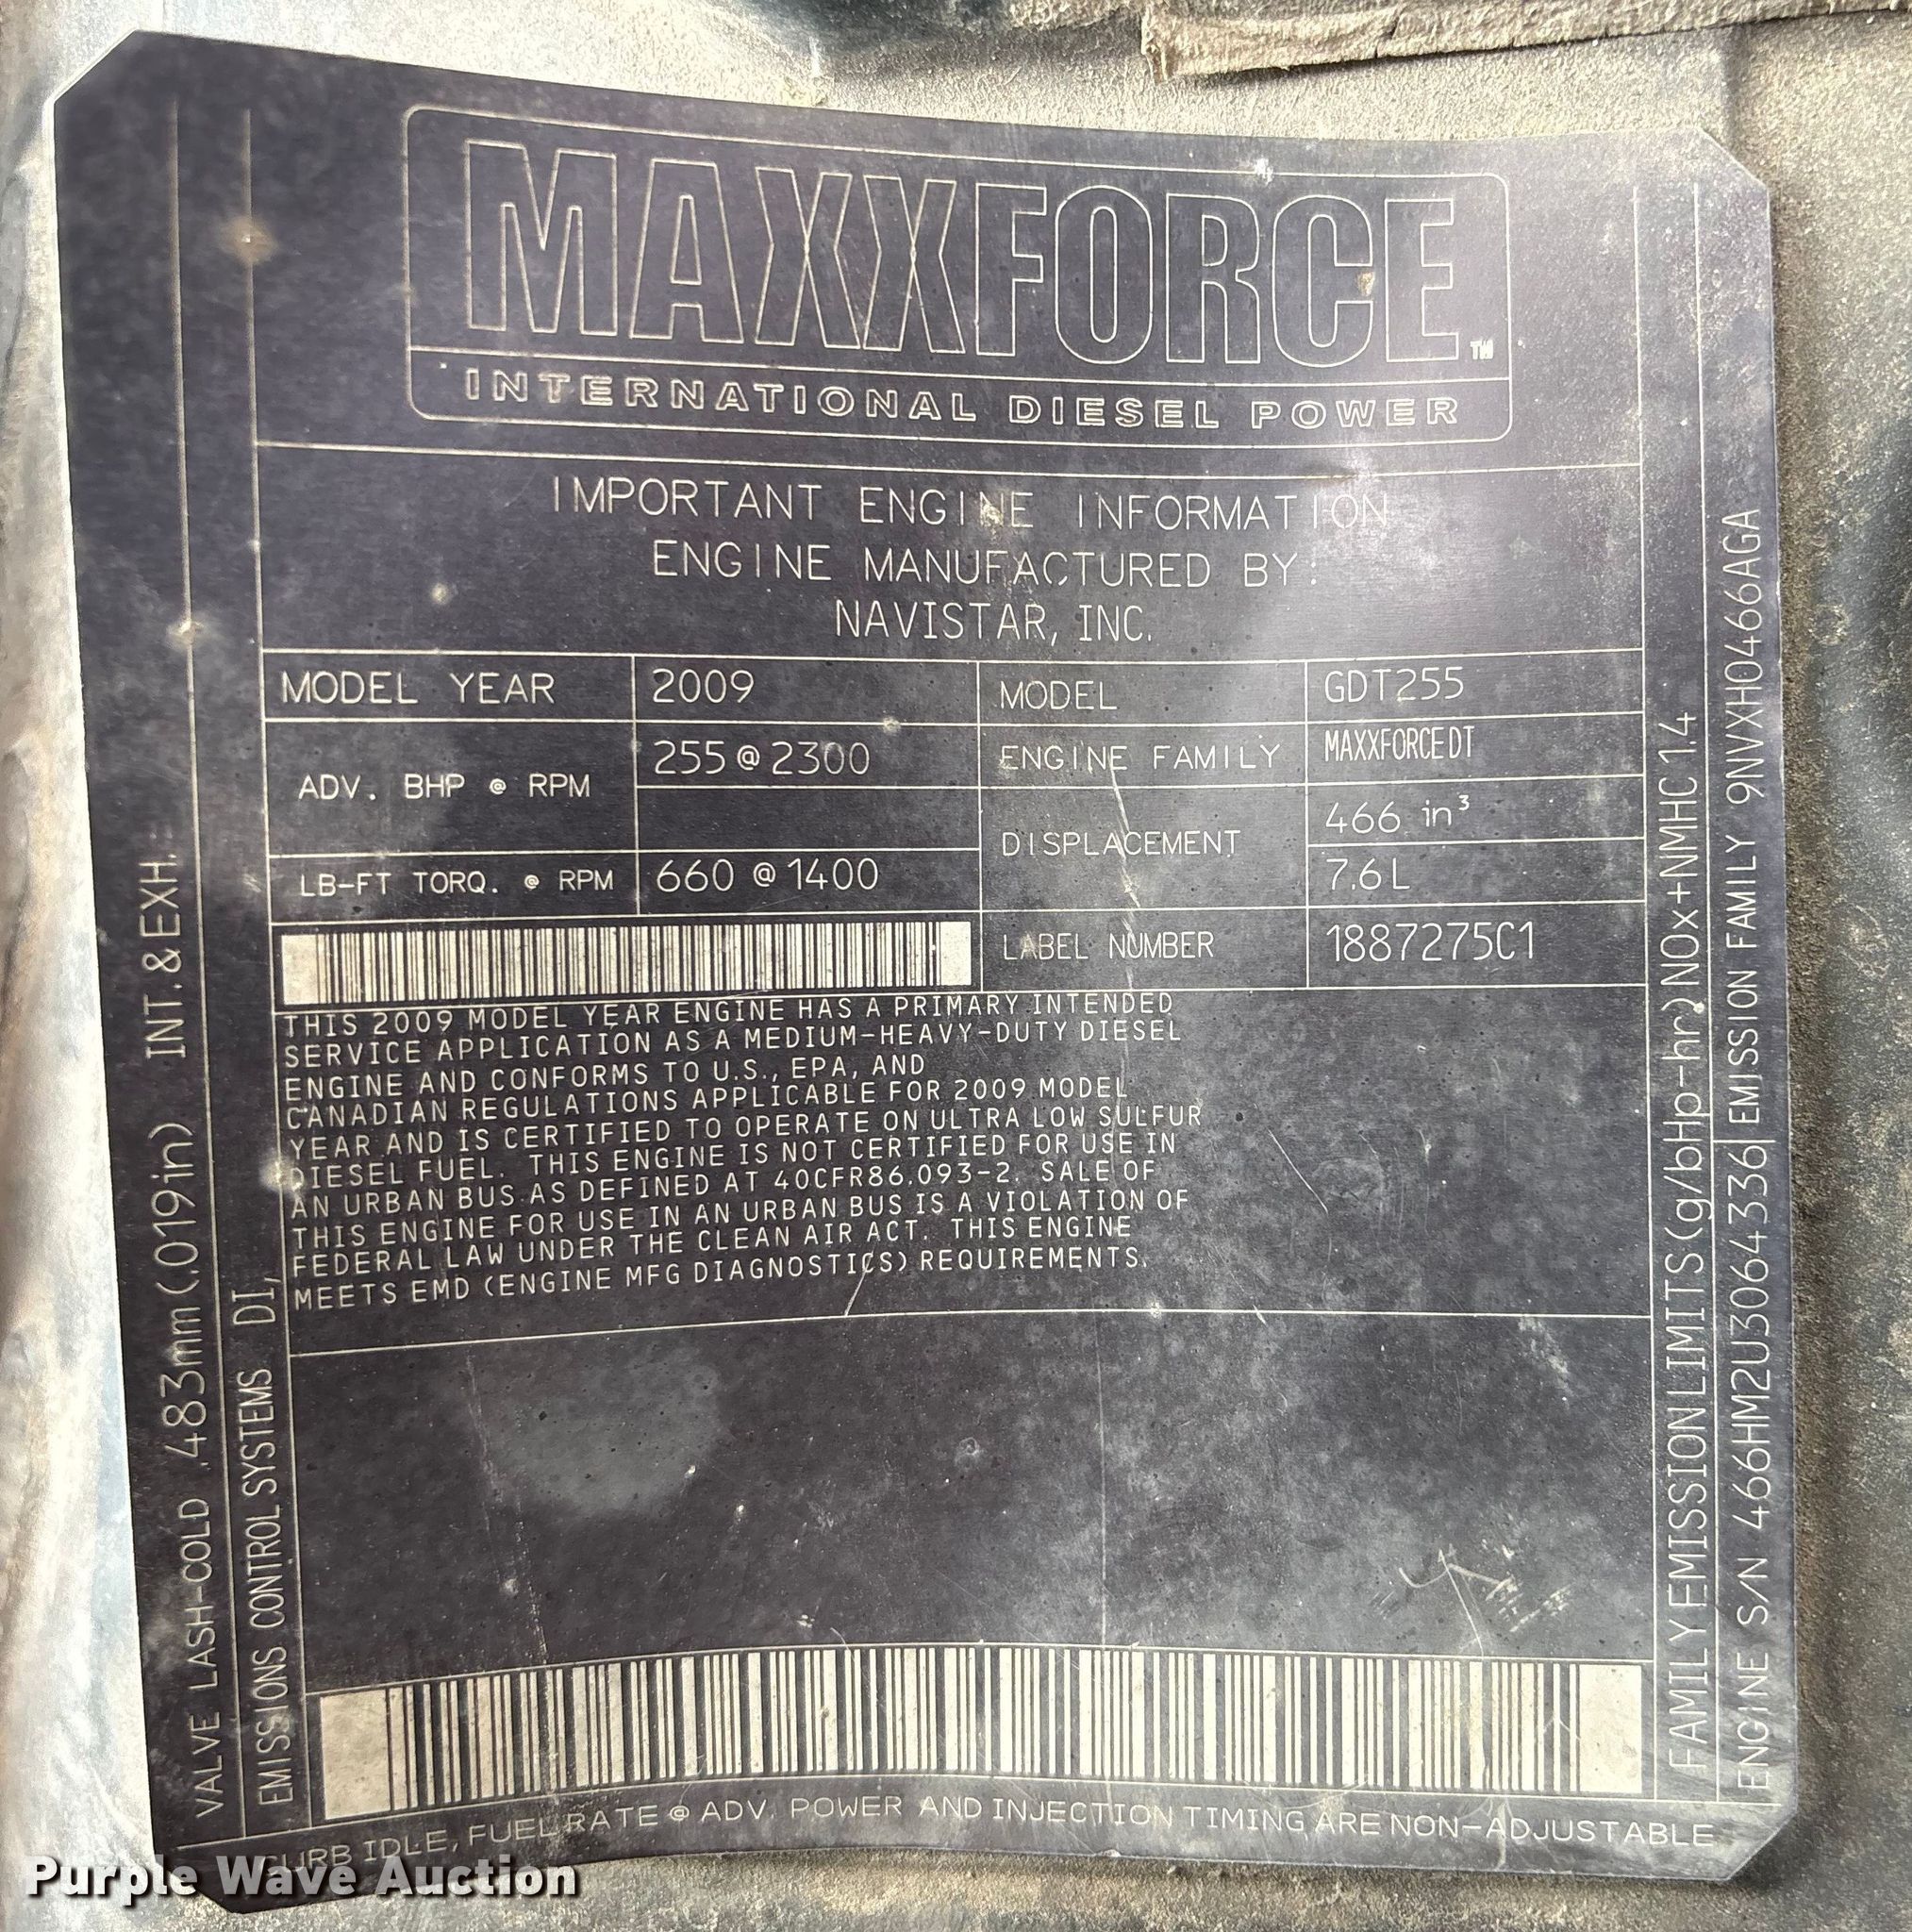 MAXXFORCE™
INTERNATIONAL DIESEL POWER
IMPORTANT ENGINE INFORMATION
ENGINE MANUFACTURED BY:
NAVISTAR, INC.
MODEL YEAR 2009 MODEL GDT255
ADV. BHP @ RPM 255@2300 ENGINE FAMILY MAXXFORCE DT
DISPLACEMENT 466 in³
7.6L
LB-FT TORQ. @ RPM 660 @ 1400
LABEL NUMBER 1887275C1
THIS 2009 MODEL YEAR ENGINE HAS A PRIMARY INTENDED
SERVICE APPLICATION AS A MEDIUM-HEAVY-DUTY DIESEL
ENGINE AND CONFORMS TO U.S., EPA, AND
CANADIAN REGULATIONS APPLICABLE FOR 2009 MODEL
YEAR AND IS CERTIFIED TO OPERATE ON ULTRA LOW SULFUR
DIESEL FUEL. THIS ENGINE IS NOT CERTIFIED FOR USE IN
AN URBAN BUS AS DEFINED AT 40CFR86.093-2. SALE OF
THIS ENGINE FOR USE IN AN URBAN BUS IS A VIOLATION OF
FEDERAL LAW UNDER THE CLEAN AIR ACT. THIS ENGINE
MEETS EMD (ENGINE MFG DIAGNOSTICS) REQUIREMENTS.
VALVE LASH-COLD .483mm(.019in) INT.&EXH.
EMISSIONS CONTROL SYSTEMS DI,
FAMILY EMISSION LIMITS (g/bHp-hr) NOx+NMHC 1.4
ENGINE S/N 466HM2U3064336 EMISSION FAMILY 9NVXH0466AGA
CURB IDLE, FUEL RATE @ ADV. POWER AND INJECTION TIMING ARE NON-ADJUSTABLE
Purple Wave Auction